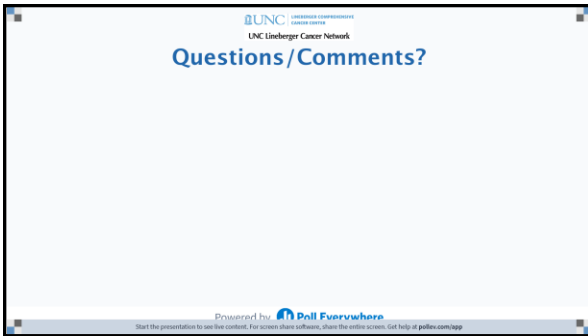 UNC LINEBERGER COMPREHENSIVE
CANCER CENTER
UNC Lineberger Cancer Network
Questions/Comments?
Powered by Poll Everywhere
Start the presentation to see live content. For screen share software, share the entire screen. Get help at pollev.com/app